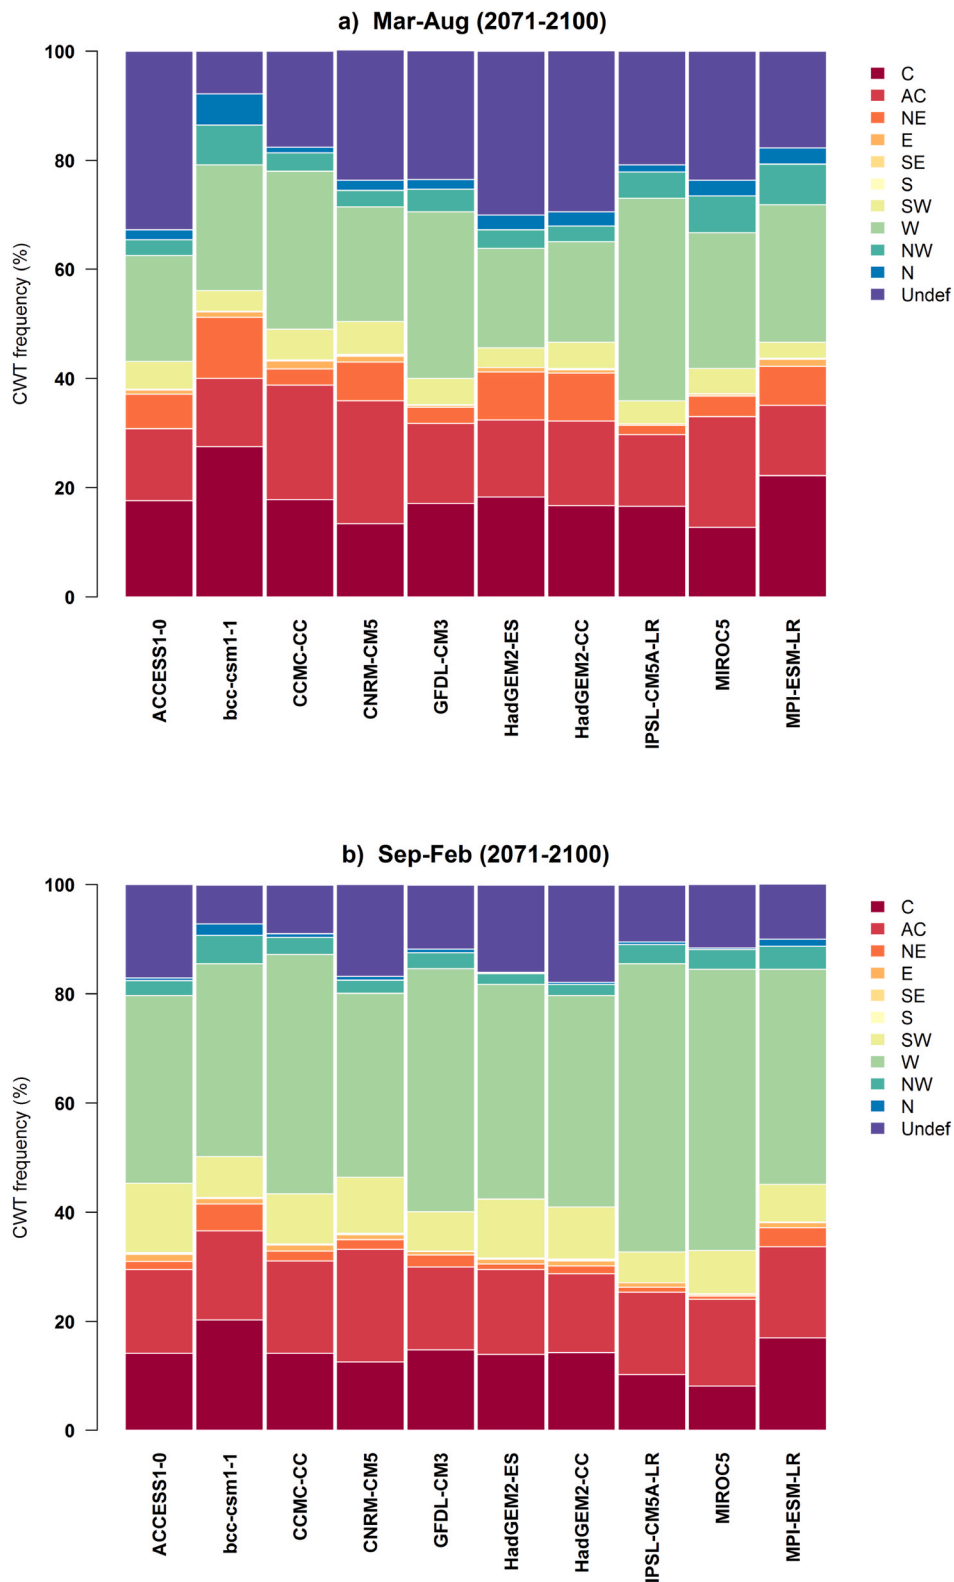 a) Mar-Aug (2071-2100)
CWT frequency (%)
100
80
60
40
20
0
C
AC
NE
E
SE
S
SW
W
NW
N
Undef
ACCESS1-0
bcc-csm1-1
CCMC-CC
CNRM-CM5
GFDL-CM3
HadGEM2-ES
HadGEM2-CC
IPSL-CM5A-LR
MIROC5
MPI-ESM-LR
b) Sep-Feb (2071-2100)
CWT frequency (%)
100
80
60
40
20
0
C
AC
NE
E
SE
S
SW
W
NW
N
Undef
ACCESS1-0
bcc-csm1-1
CCMC-CC
CNRM-CM5
GFDL-CM3
HadGEM2-ES
HadGEM2-CC
IPSL-CM5A-LR
MIROC5
MPI-ESM-LR